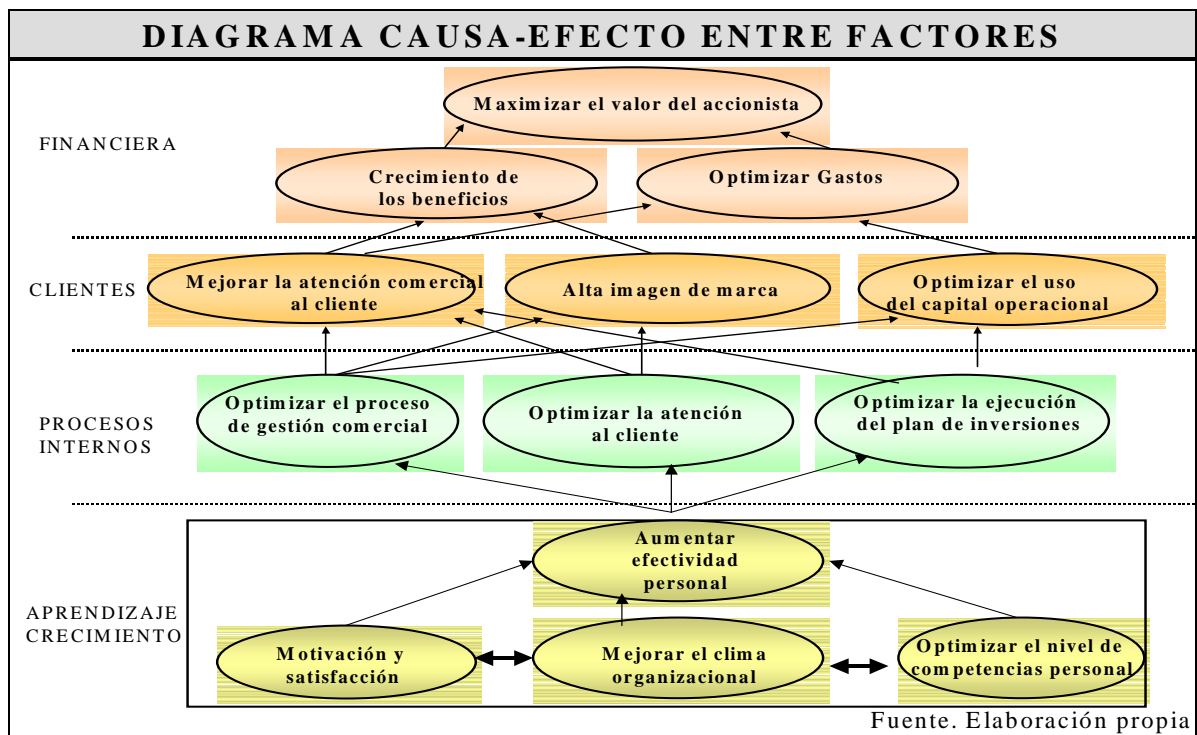 DIAGRAMA CAUSA-EFECTO ENTRE FACTORES
FINANCIERA
Maximizar el valor del accionista
Crecimiento de
los beneficios
Optimizar Gastos
CLIENTES
Mejorar la atención comercial
al cliente
Alta imagen de marca
Optimizar el uso
del capital operacional
PROCESOS
INTERNOS
Optimizar el proceso
de gestión comercial
Optimizar la atención
al cliente
Optimizar la ejecución
del plan de inversiones
APRENDIZAJE
CRECIMIENTO
Aumentar
efectividad
personal
Motivación y
satisfacción
Mejorar el clima
organizacional
Optimizar el nivel de
competencias personal
Fuente. Elaboración propia